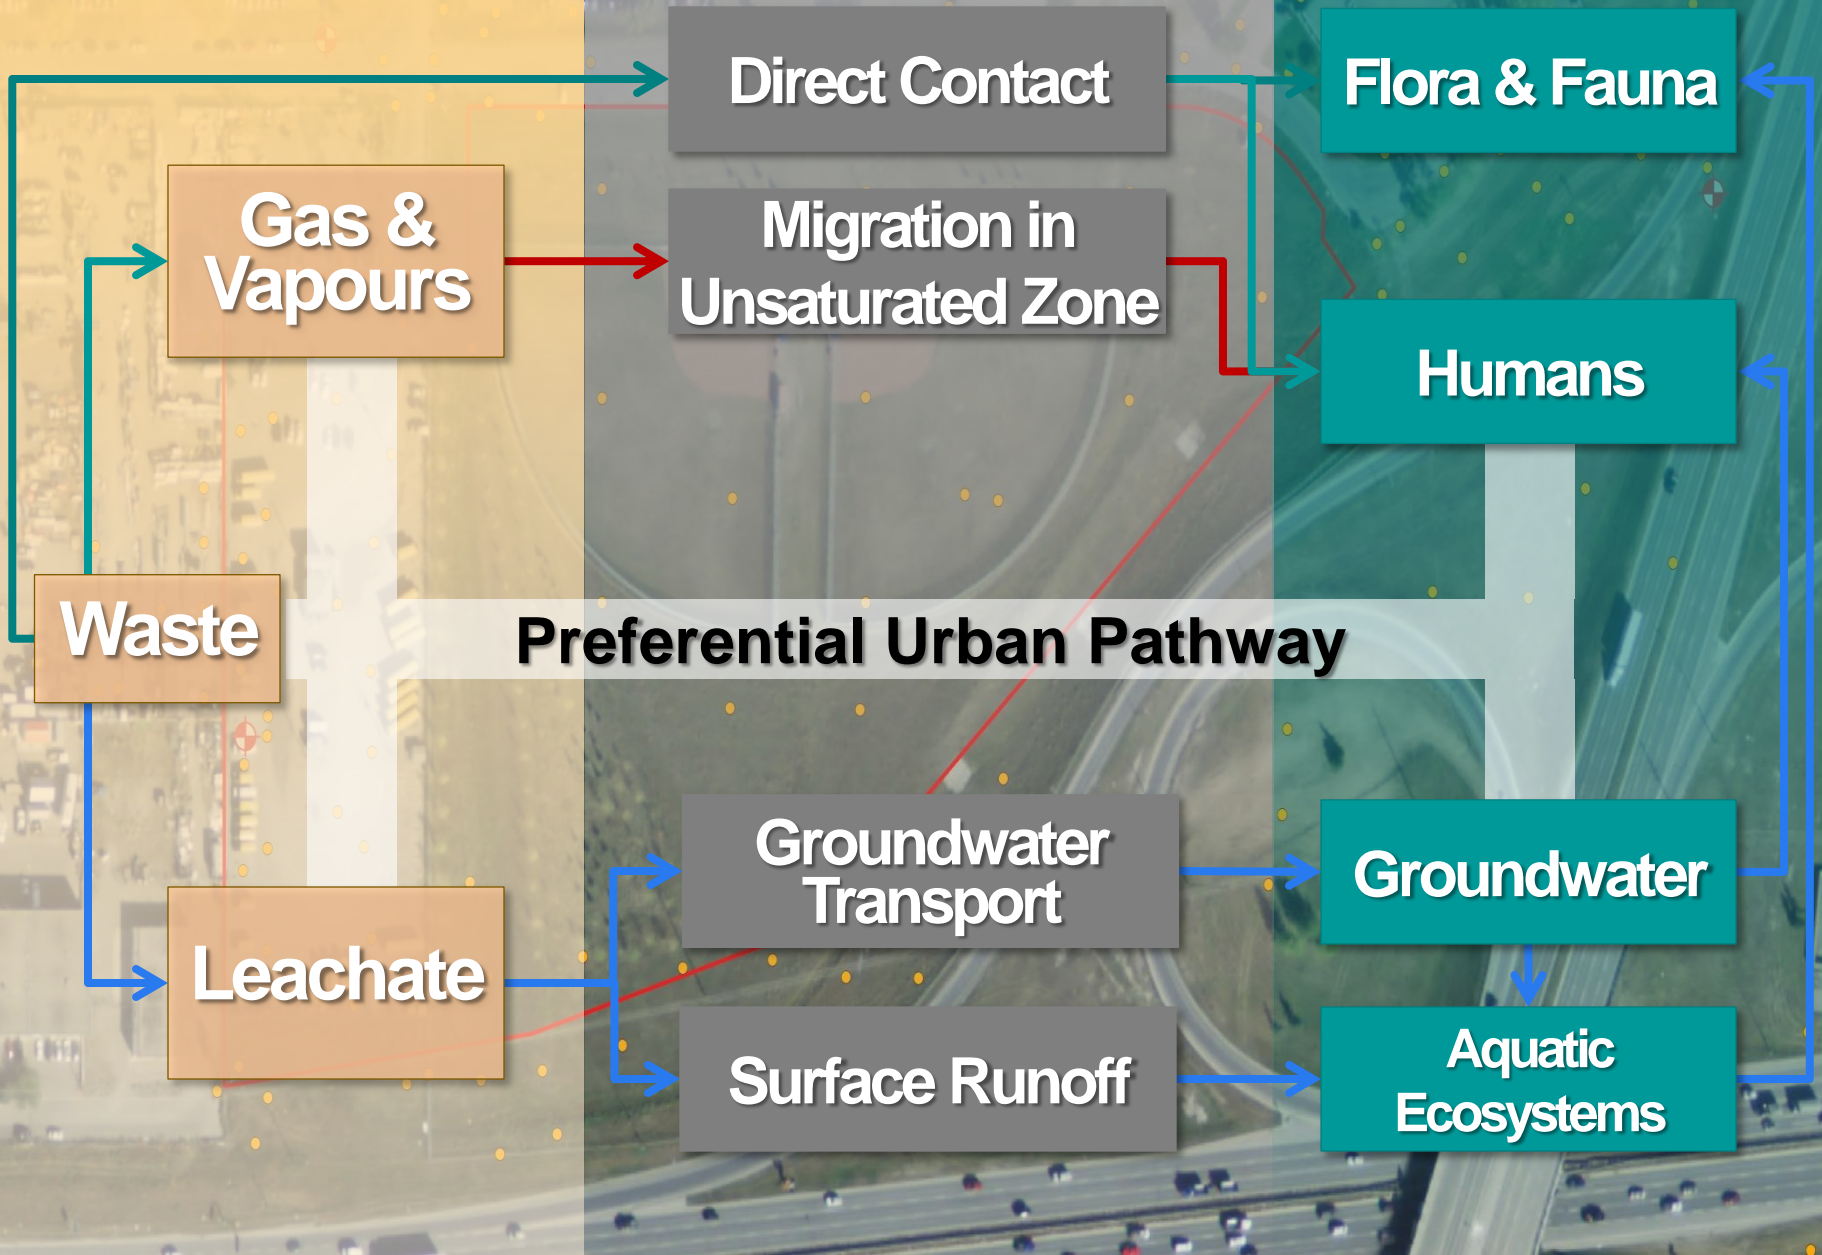 Direct Contact
Flora & Fauna
Gas &
Vapours
Migration in
Unsaturated Zone
Humans
Waste
Preferential Urban Pathway
Groundwater
Transport
Groundwater
Leachate
Surface Runoff
Aquatic
Ecosystems